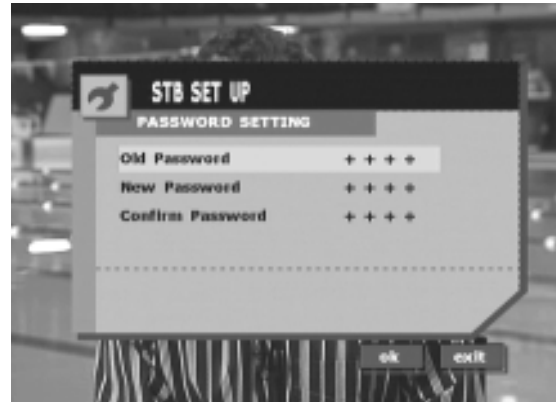 STB SET UP
PASSWORD SETTING
Old Password + + + +
New Password + + + +
Confirm Password + + + +
ok exit